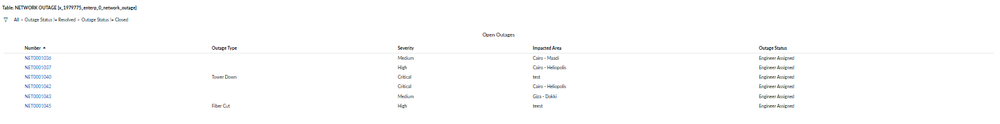 Table: NETWORK OUTAGE [x_1979775_enterp_0_network_outage]
All > Outage Status != Resolved > Outage Status != Closed
Open Outages
Number Outage Type Severity Impacted Area Outage Status
NET0001036 Medium Cairo - Maadi Engineer Assigned
NET0001037 High Cairo - Heliopolis Engineer Assigned
NET0001040 Tower Down Critical test Engineer Assigned
NET0001042 Critical Cairo - Heliopolis Engineer Assigned
NET0001043 Medium Giza - Dokki Engineer Assigned
NET0001045 Fiber Cut High teest Engineer Assigned